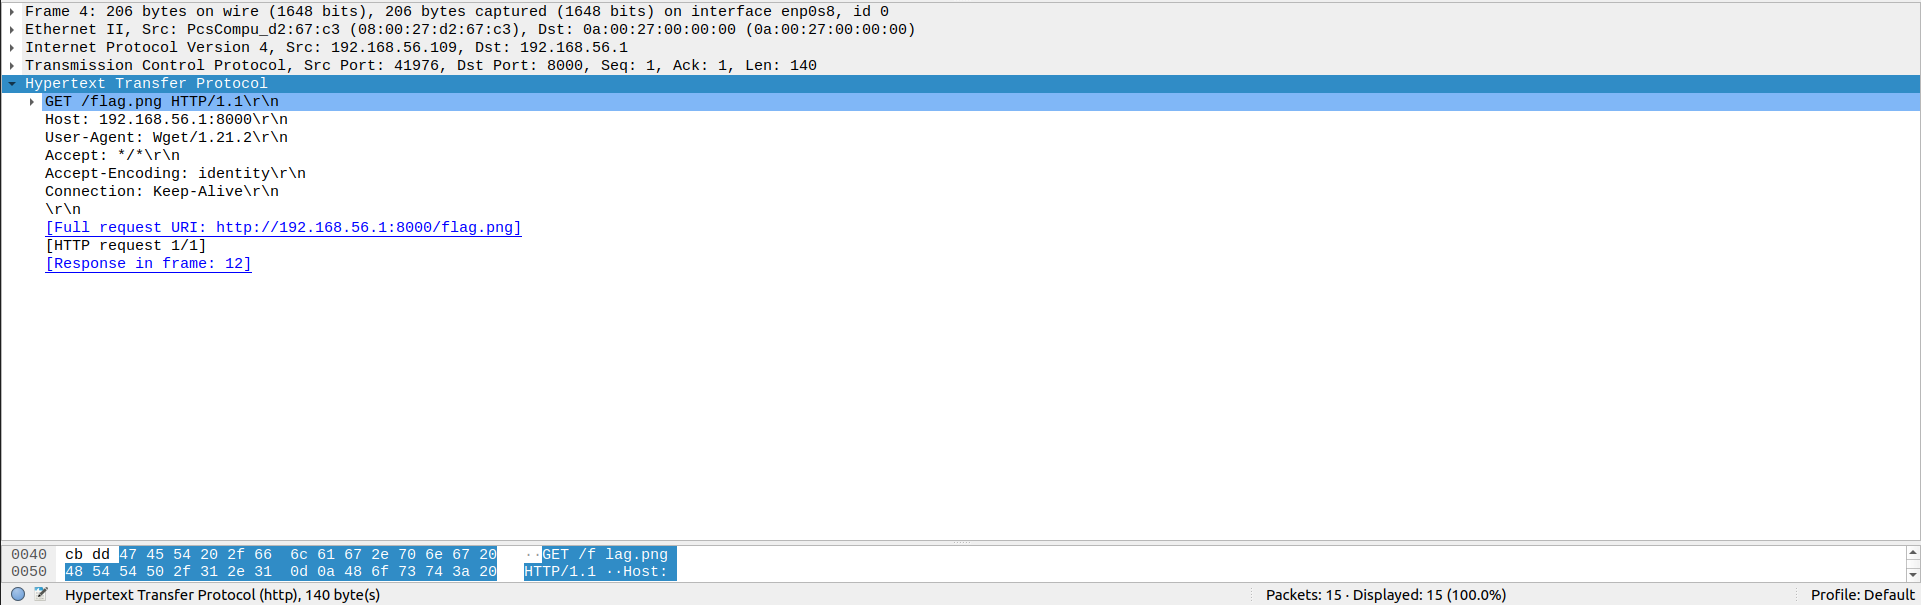 Frame 4: 206 bytes on wire (1648 bits), 206 bytes captured (1648 bits) on interface enp0s8, id 0
Ethernet II, Src: PcsCompu_d2:67:c3 (08:00:27:d2:67:c3), Dst: 0a:00:27:00:00:00 (0a:00:27:00:00:00)
Internet Protocol Version 4, Src: 192.168.56.109, Dst: 192.168.56.1
Transmission Control Protocol, Src Port: 41976, Dst Port: 8000, Seq: 1, Ack: 1, Len: 140
Hypertext Transfer Protocol
GET /flag.png HTTP/1.1\r\n
Host: 192.168.56.1:8000\r\n
User-Agent: Wget/1.21.2\r\n
Accept: */*\r\n
Accept-Encoding: identity\r\n
Connection: Keep-Alive\r\n
\r\n
[Full request URI: http://192.168.56.1:8000/flag.png]
[HTTP request 1/1]
[Response in frame: 12]
0040 cb dd 47 45 54 20 2f 66 6c 61 67 2e 70 6e 67 20 ··GET /f lag.png
0050 48 54 54 50 2f 31 2e 31 0d 0a 48 6f 73 74 3a 20 HTTP/1.1 ··Host:
Hypertext Transfer Protocol (http), 140 byte(s) Packets: 15 · Displayed: 15 (100.0%) Profile: Default